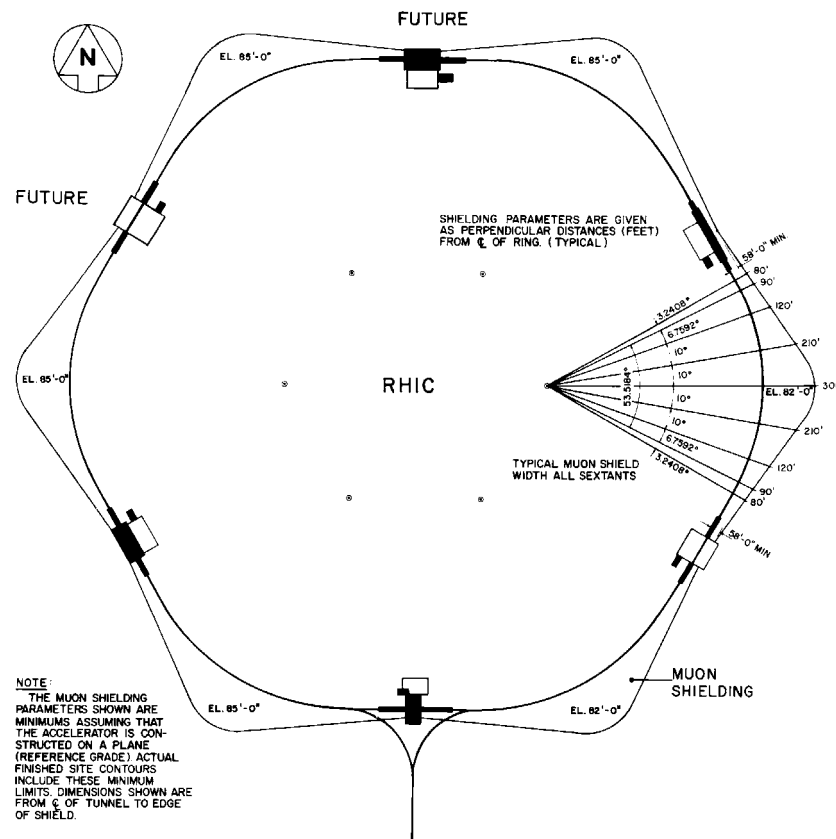 FUTURE
N
EL. 85'-0"
EL. 85'-0"
FUTURE
SHIELDING PARAMETERS ARE GIVEN
AS PERPENDICULAR DISTANCES (FEET)
FROM ℄ OF RING. (TYPICAL)
58'-0" MIN
80'
90'
120'
210'
30
210'
120'
90'
80'
58'-0" MIN
3.2408°
6.7592°
10°
10°
10°
10°
6.7592°
3.2408°
53.5184°
EL. 85'-0"
RHIC
EL. 82'-0"
TYPICAL MUON SHIELD
WIDTH ALL SEXTANTS
MUON
SHIELDING
EL. 85'-0"
EL. 82'-0"
NOTE:
THE MUON SHIELDING
PARAMETERS SHOWN ARE
MINIMUMS ASSUMING THAT
THE ACCELERATOR IS CON-
STRUCTED ON A PLANE
(REFERENCE GRADE). ACTUAL
FINISHED SITE CONTOURS
INCLUDE THESE MINIMUM
LIMITS. DIMENSIONS SHOWN ARE
FROM ℄ OF TUNNEL TO EDGE
OF SHIELD.